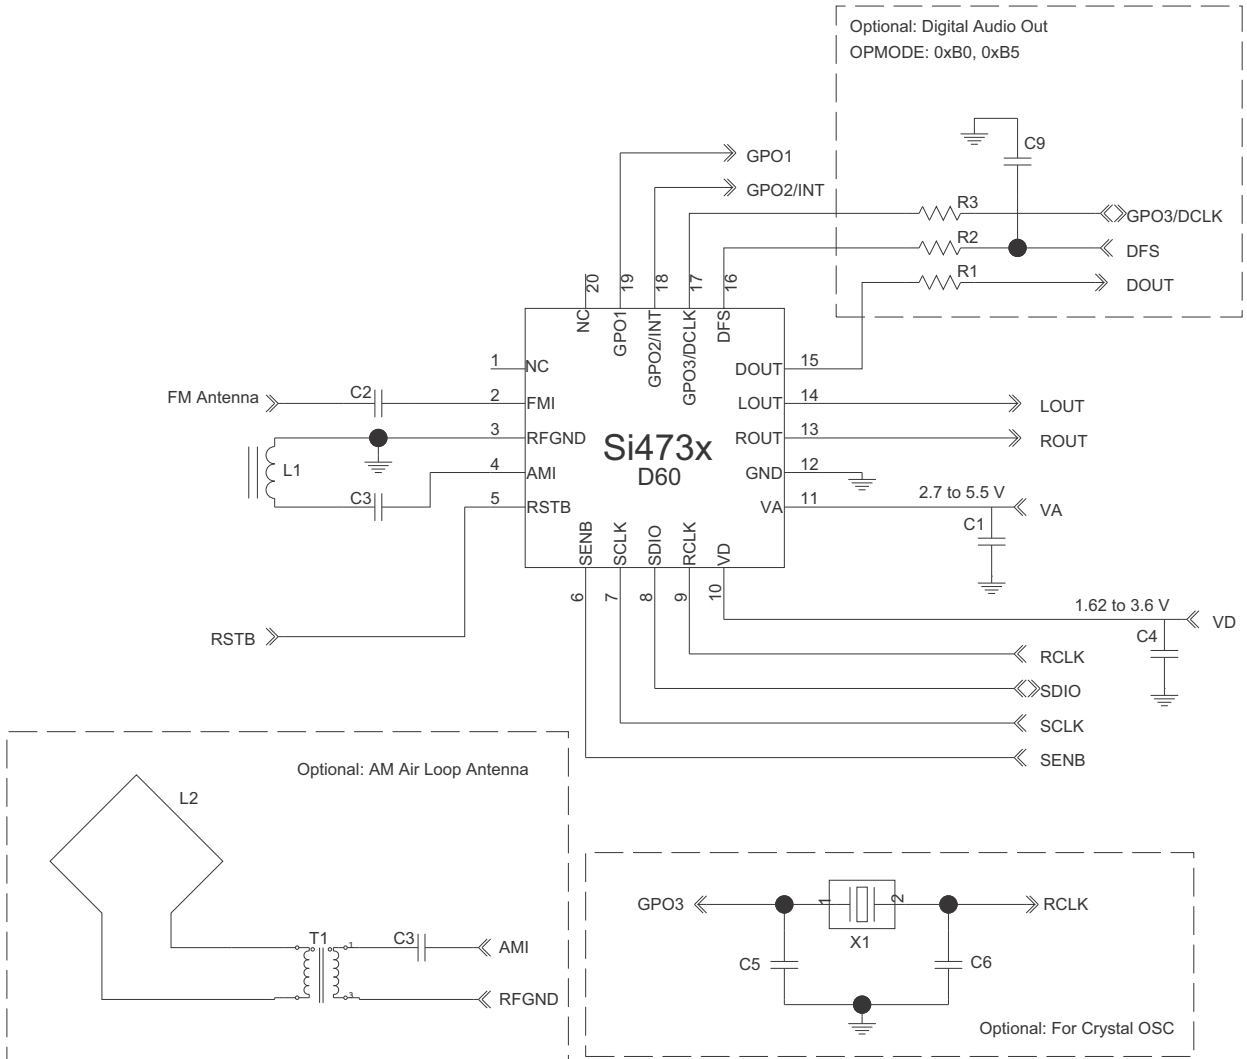 Optional: Digital Audio Out
OPMODE: 0xB0, 0xB5
C9
GPO1
GPO2/INT
R3
GPO3/DCLK
R2
DFS
R1
DOUT
20
19
18
17
16
NC
GPO1
GPO2/INT
GPO3/DCLK
DFS
1
NC
DOUT
15
FM Antenna
C2
2
FMI
LOUT
14
LOUT
3
RFGND
ROUT
13
ROUT
Si473x
D60
L1
4
AMI
GND
12
C3
5
RSTB
VA
11
2.7 to 5.5 V
VA
C1
SENB
SCLK
SDIO
RCLK
VD
6
7
8
9
10
1.62 to 3.6 V
VD
C4
RSTB
RCLK
SDIO
SCLK
SENB
Optional: AM Air Loop Antenna
L2
T1
1
C3
AMI
3
RFGND
GPO3
1
2
RCLK
X1
C5
C6
Optional: For Crystal OSC